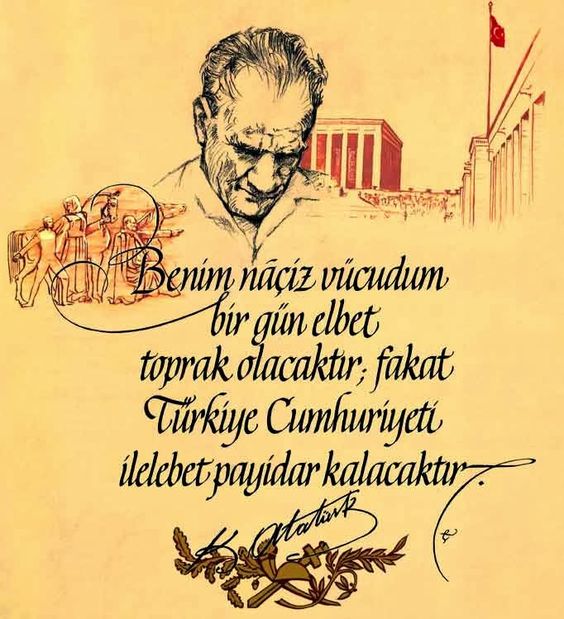 Benim nâçiz vücudum
bir gün elbet
toprak olacaktır; fakat
Türkiye Cumhuriyeti
ilelebet payidar kalacaktır.
K. Atatürk